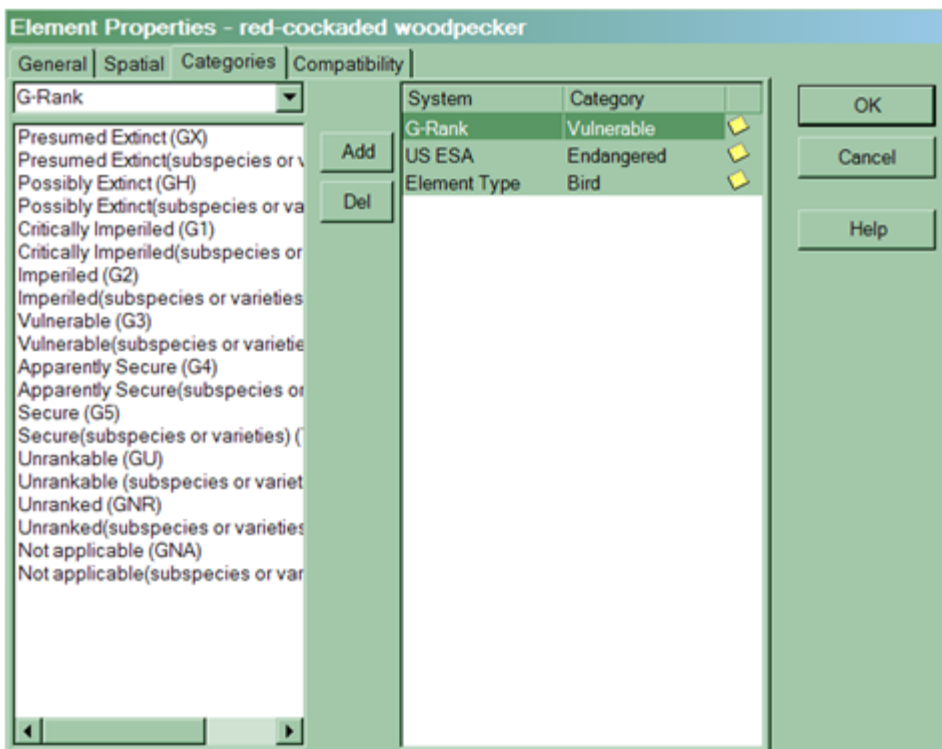 Element Properties - red-cockaded woodpecker
General Spatial Categories Compatibility
G-Rank
Presumed Extinct (GX)
Presumed Extinct(subspecies or v
Possibly Extinct (GH)
Possibly Extinct(subspecies or va
Critically Imperiled (G1)
Critically Imperiled(subspecies or
Imperiled (G2)
Imperiled(subspecies or varieties
Vulnerable (G3)
Vulnerable(subspecies or varietie
Apparently Secure (G4)
Apparently Secure(subspecies or
Secure (G5)
Secure(subspecies or varieties) (
Unrankable (GU)
Unrankable (subspecies or variet
Unranked (GNR)
Unranked(subspecies or varieties
Not applicable (GNA)
Not applicable(subspecies or var
Add
Del
System Category
G-Rank Vulnerable
US ESA Endangered
Element Type Bird
OK
Cancel
Help